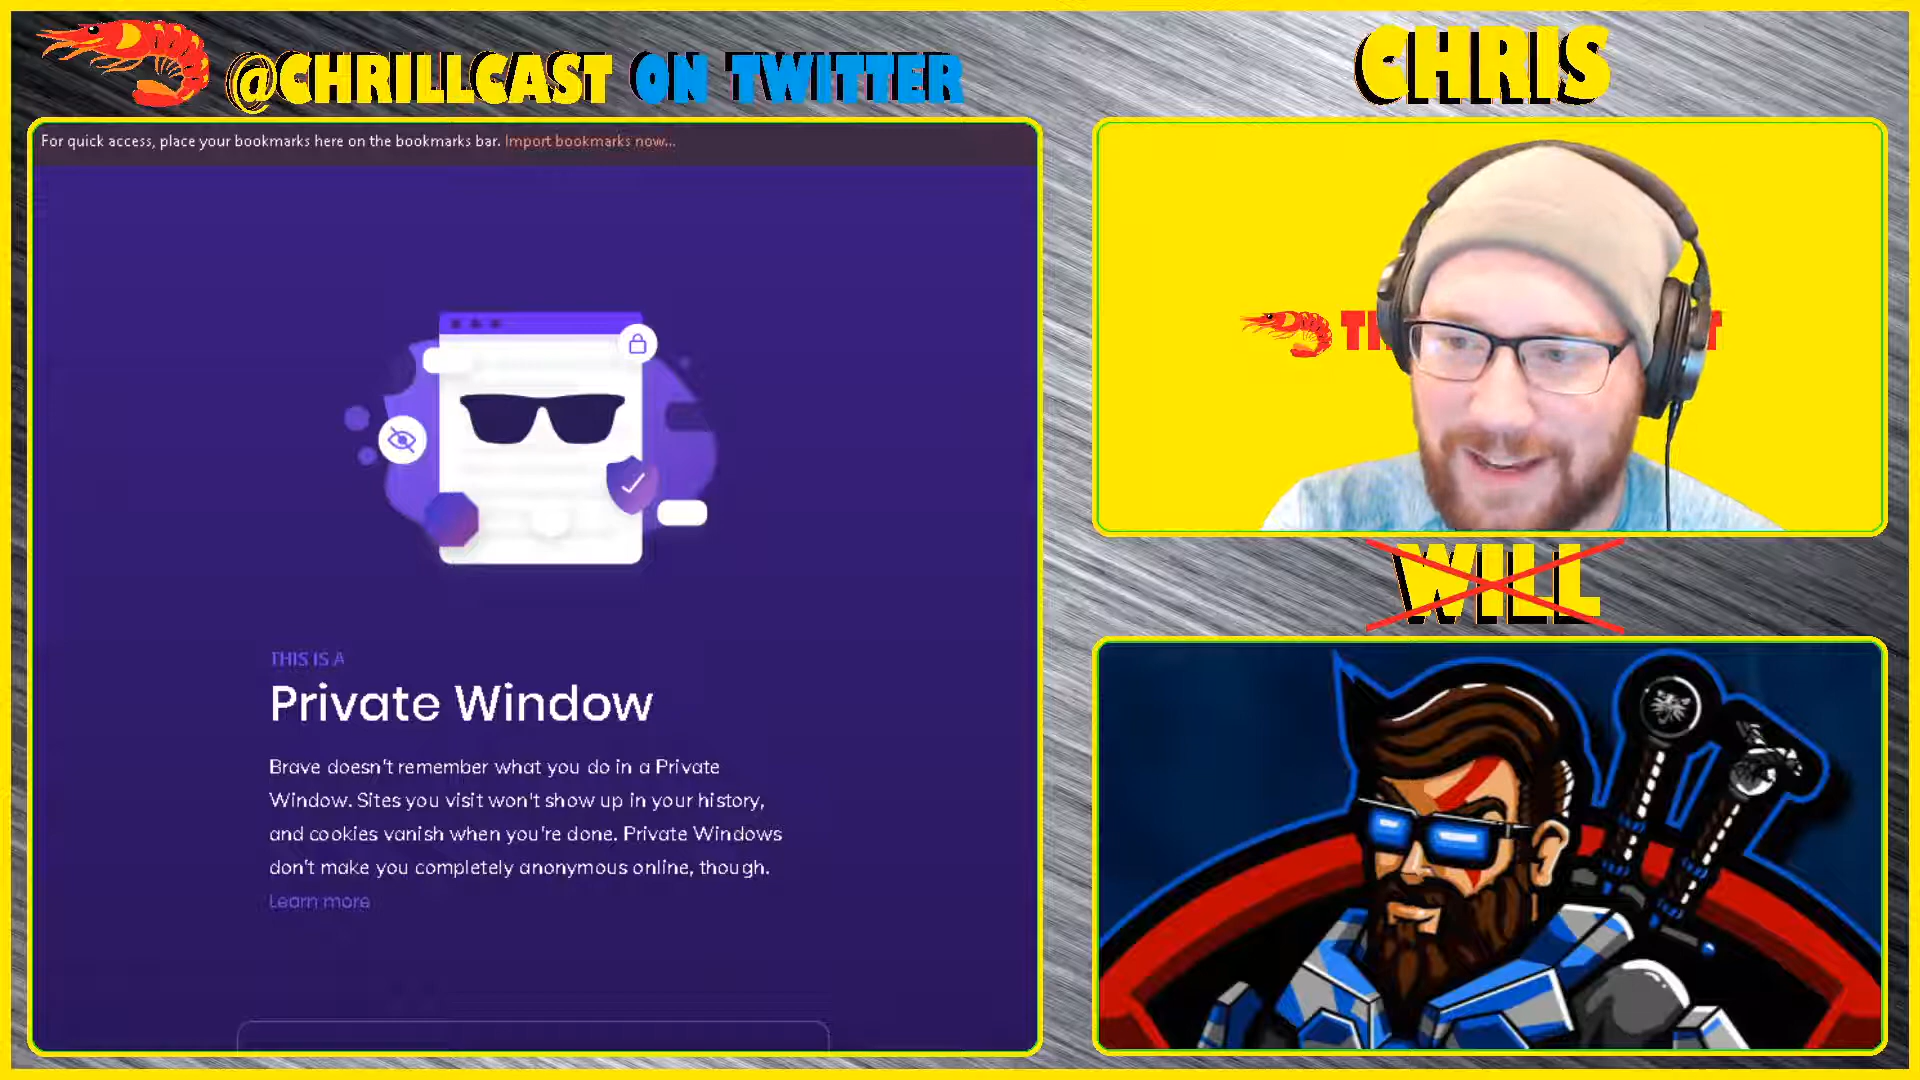 @CHRILLCAST ON TWITTER
CHRIS
For quick access, place your bookmarks here on the bookmarks bar. Import bookmarks now...
THIS IS A
Private Window
Brave doesn't remember what you do in a Private
Window. Sites you visit won't show up in your history,
and cookies vanish when you're done. Private Windows
don't make you completely anonymous online, though.
Learn more
WILL